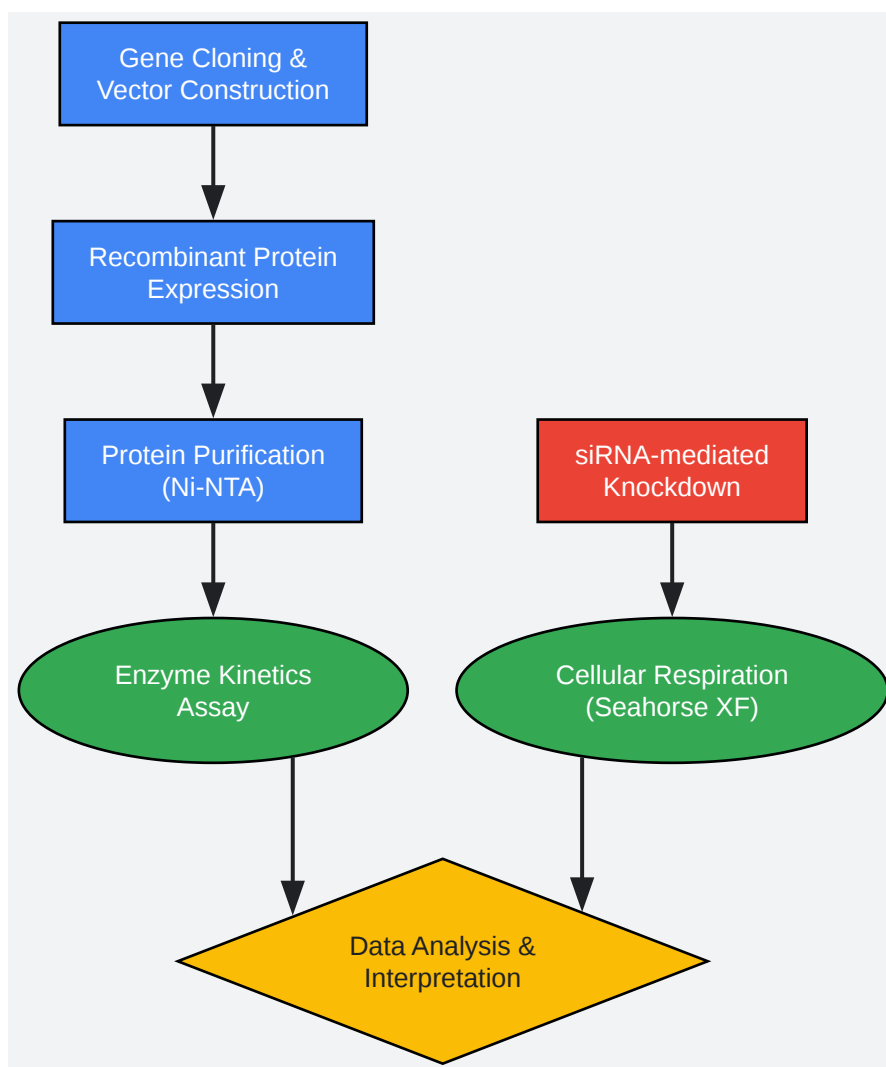 Gene Cloning &
Vector Construction
Recombinant Protein
Expression
Protein Purification
(Ni-NTA)
siRNA-mediated
Knockdown
Enzyme Kinetics
Assay
Cellular Respiration
(Seahorse XF)
Data Analysis &
Interpretation